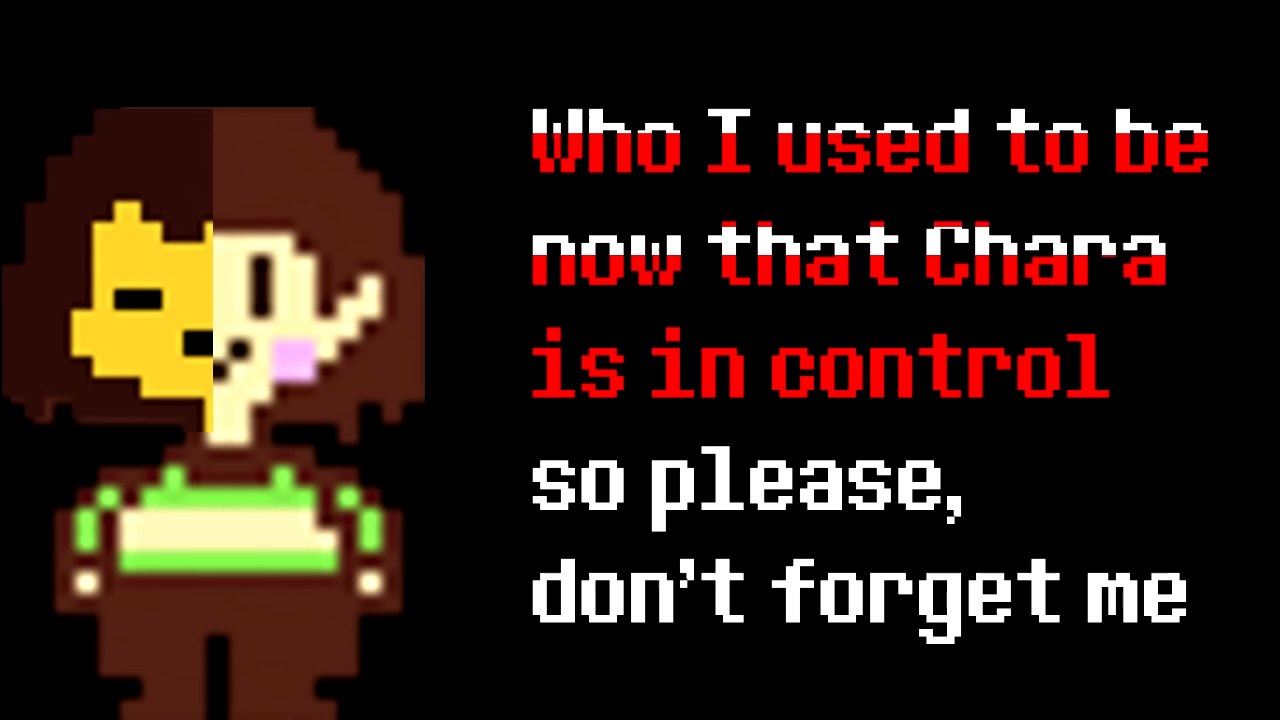 Who I used to be
now that Chara
is in control
so please,
don't forget me